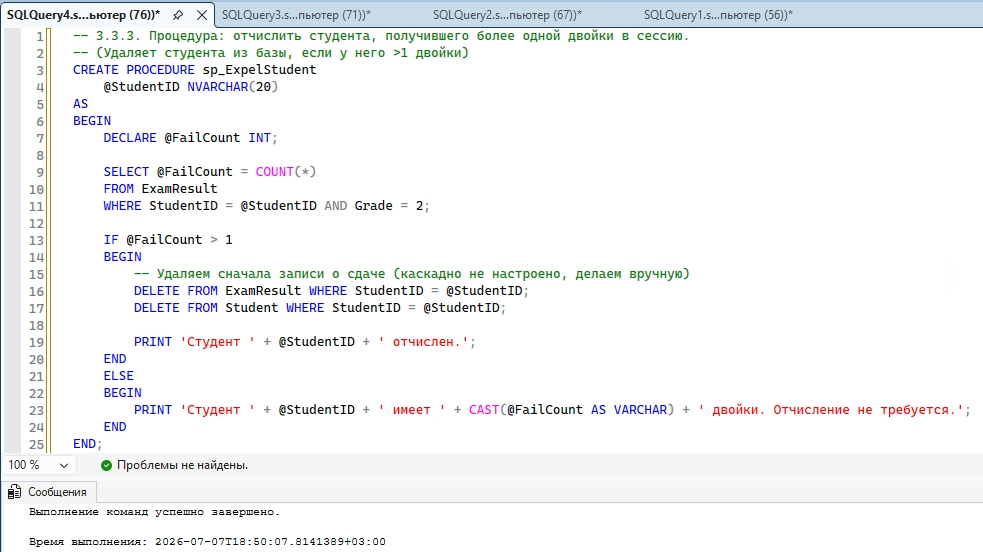 SQLQuery4.s...ьютер (76))* SQLQuery3.s...пьютер (71))* SQLQuery2.s...пьютер (67))* SQLQuery1.s...пьютер (56))*
1 -- 3.3.3. Процедура: отчислить студента, получившего более одной двойки в сессию.
2 -- (Удаляет студента из базы, если у него >1 двойки)
3 CREATE PROCEDURE sp_ExpelStudent
4 @StudentID NVARCHAR(20)
5 AS
6 BEGIN
7 DECLARE @FailCount INT;
8
9 SELECT @FailCount = COUNT(*)
10 FROM ExamResult
11 WHERE StudentID = @StudentID AND Grade = 2;
12
13 IF @FailCount > 1
14 BEGIN
15 -- Удаляем сначала записи о сдаче (каскадно не настроено, делаем вручную)
16 DELETE FROM ExamResult WHERE StudentID = @StudentID;
17 DELETE FROM Student WHERE StudentID = @StudentID;
18
19 PRINT 'Студент ' + @StudentID + ' отчислен.';
20 END
21 ELSE
22 BEGIN
23 PRINT 'Студент ' + @StudentID + ' имеет ' + CAST(@FailCount AS VARCHAR) + ' двойки. Отчисление не требуется.';
24 END
25 END;
100 % Проблемы не найдены.
Сообщения
Выполнение команд успешно завершено.
Время выполнения: 2026-07-07T18:50:07.8141389+03:00